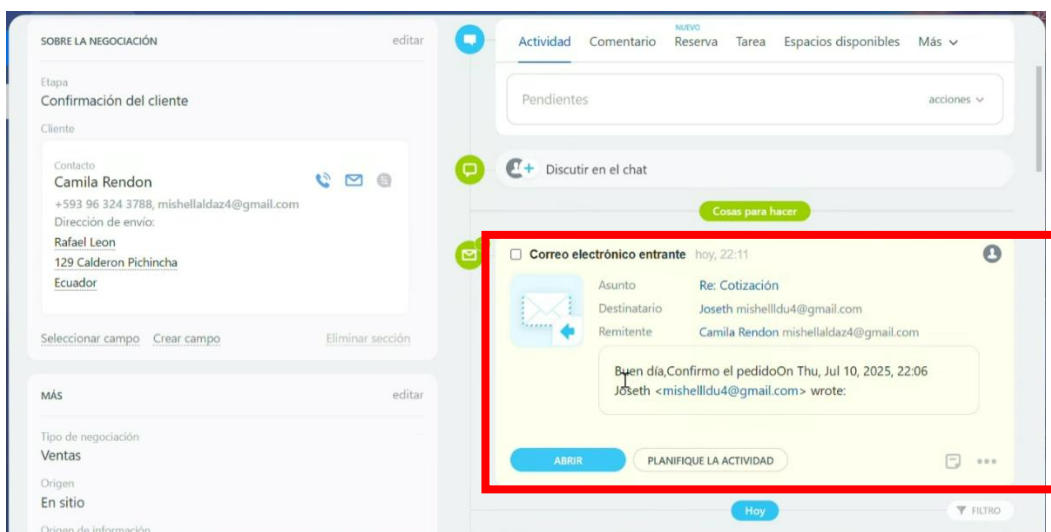 SOBRE LA NEGOCIACIÓN
editar
Etapa
Confirmación del cliente
Cliente
Contacto
Camila Rendon
+593 96 324 3788, mishellaldaz4@gmail.com
Dirección de envío:
Rafael Leon
129 Calderon Pichincha
Ecuador
Seleccionar campo Crear campo Eliminar sección
MÁS
editar
Tipo de negociación
Ventas
Origen
En sitio
Origen de información
NUEVO
Actividad Comentario Reserva Tarea Espacios disponibles Más
Pendientes
acciones
Discutir en el chat
Cosas para hacer
Correo electrónico entrante hoy, 22:11
Asunto Re: Cotización
Destinatario Joseth mishellldu4@gmail.com
Remitente Camila Rendon mishellaldaz4@gmail.com
Buen día,Confirmo el pedidoOn Thu, Jul 10, 2025, 22:06
Joseth <mishellldu4@gmail.com> wrote:
ABRIR PLANIFIQUE LA ACTIVIDAD
Hoy
FILTRO